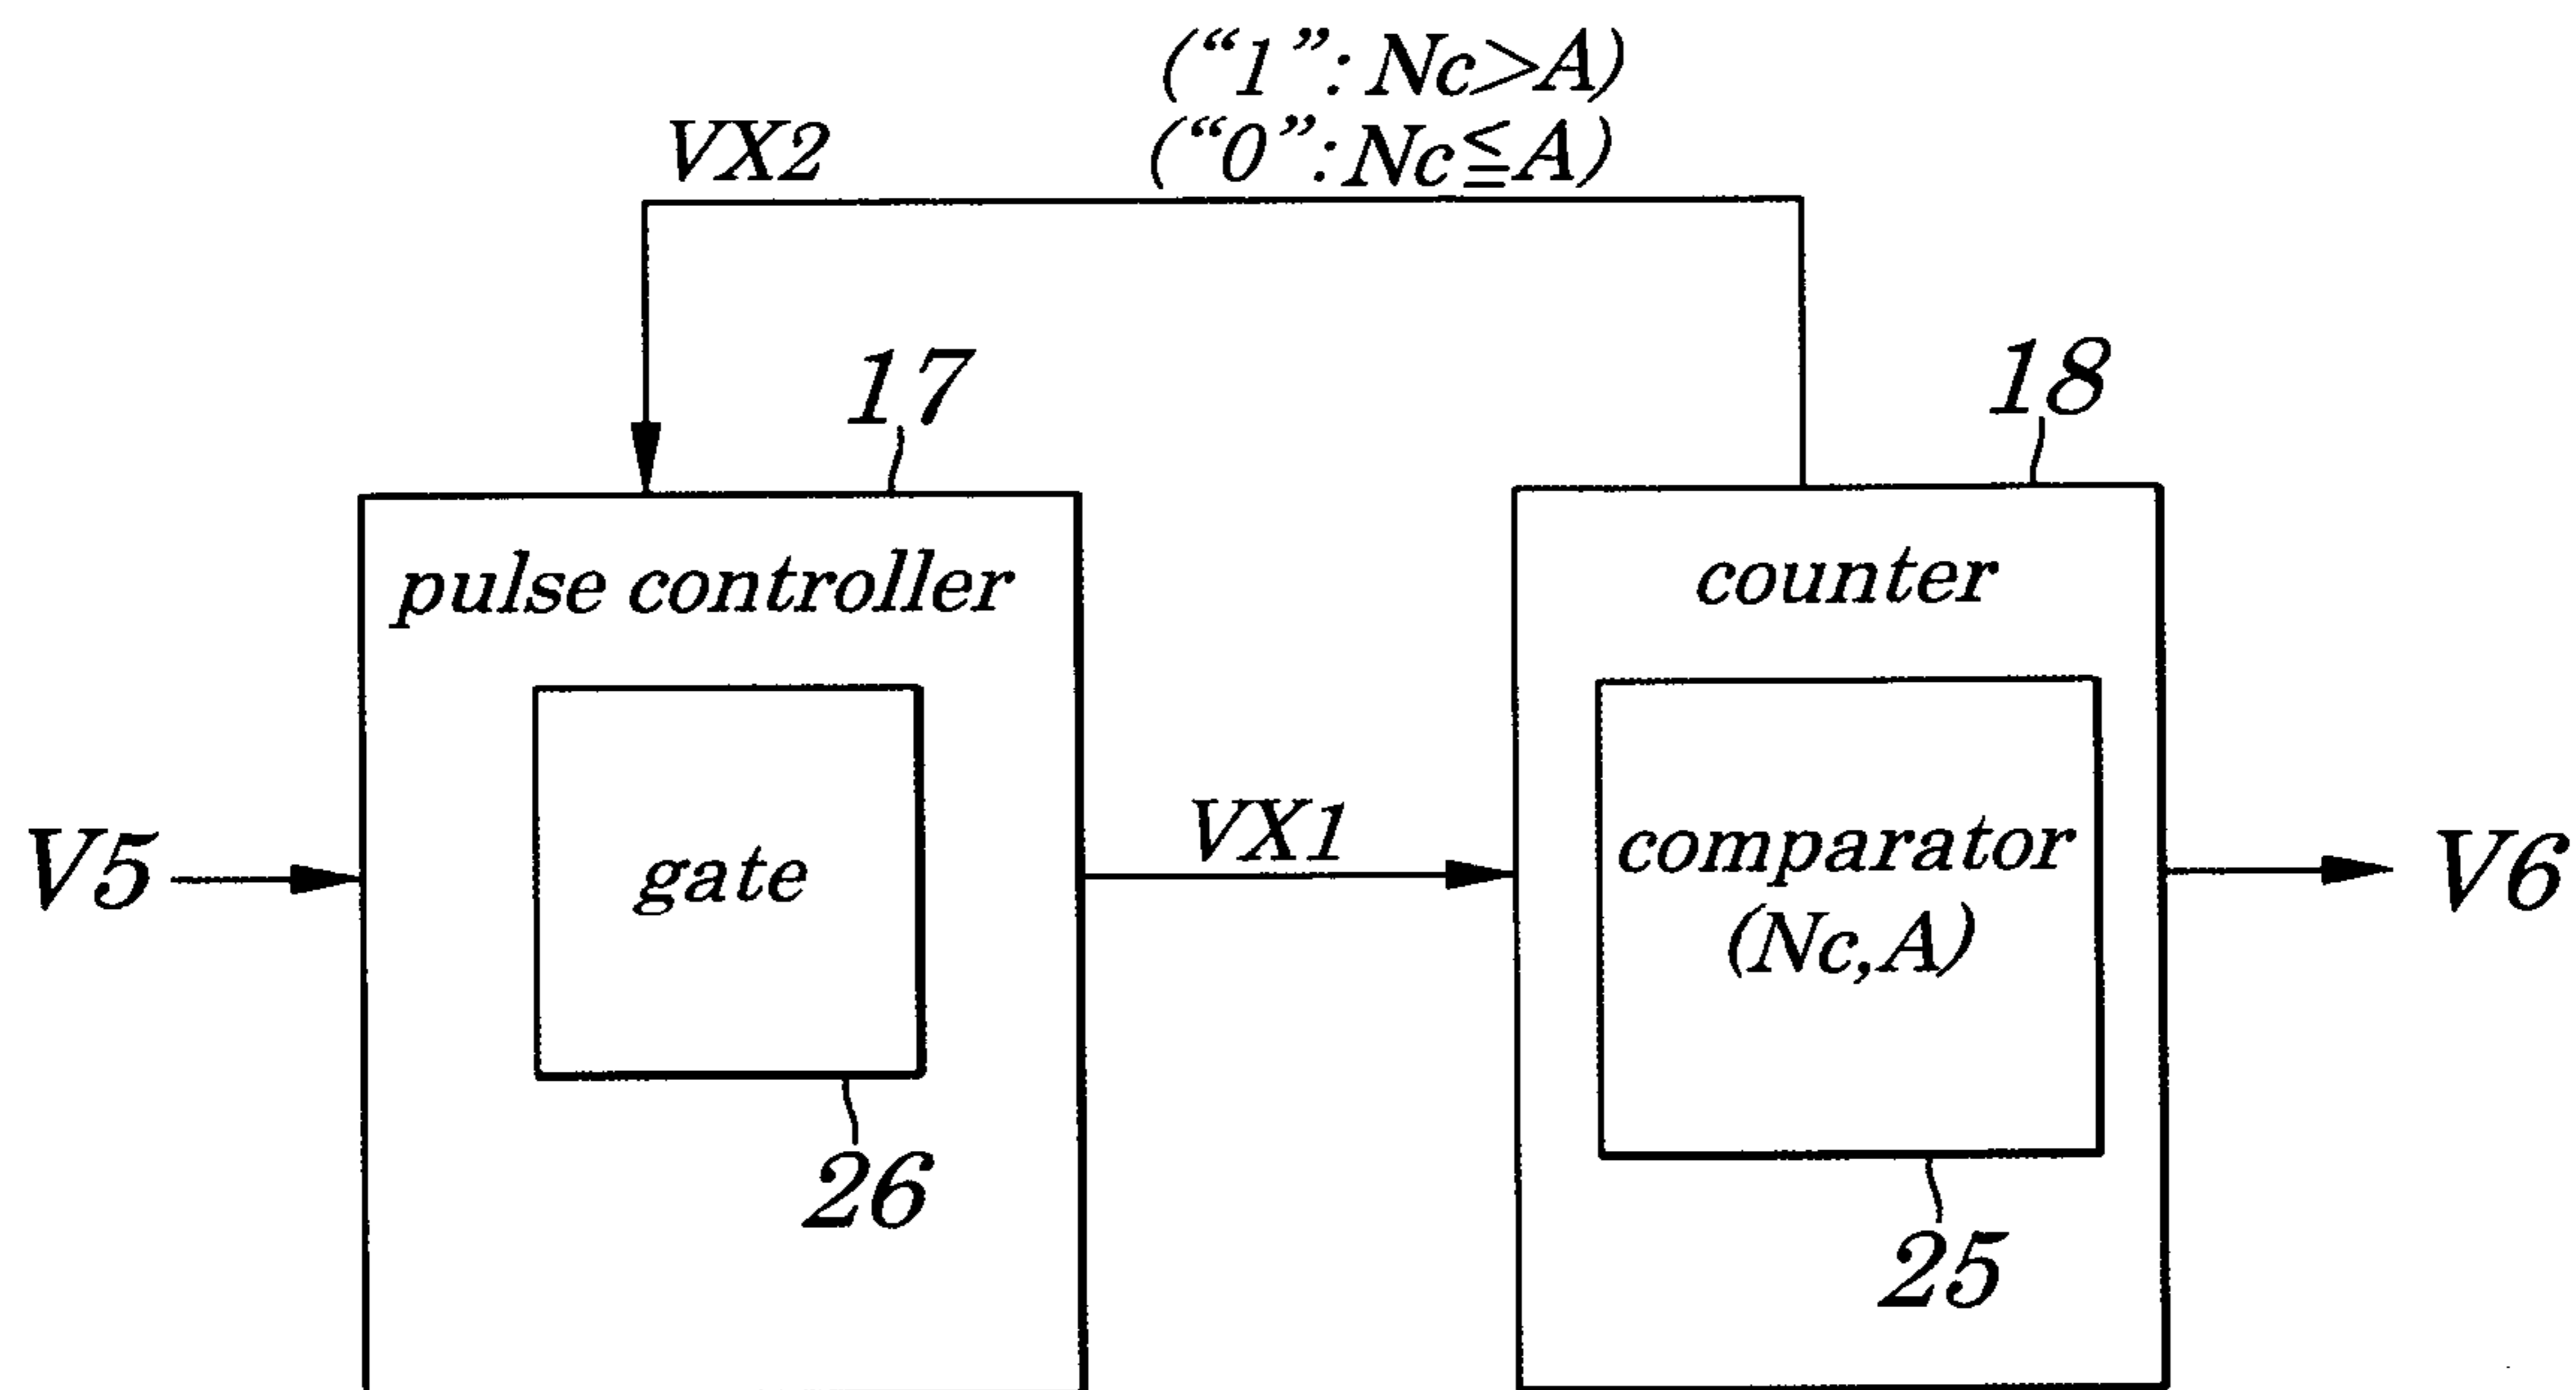 (“1”: Nc>A)
VX2
(“0”: Nc≦A)
17
18
pulse controller
counter
gate
comparator
(Nc,A)
V5
VX1
V6
26
25